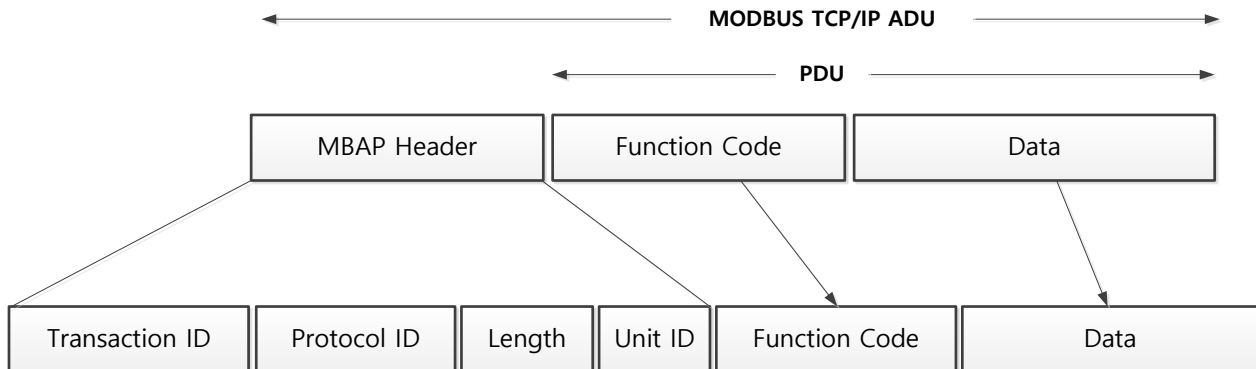 MODBUS TCP/IP ADU
PDU
MBAP Header Function Code Data
Transaction ID Protocol ID Length Unit ID Function Code Data